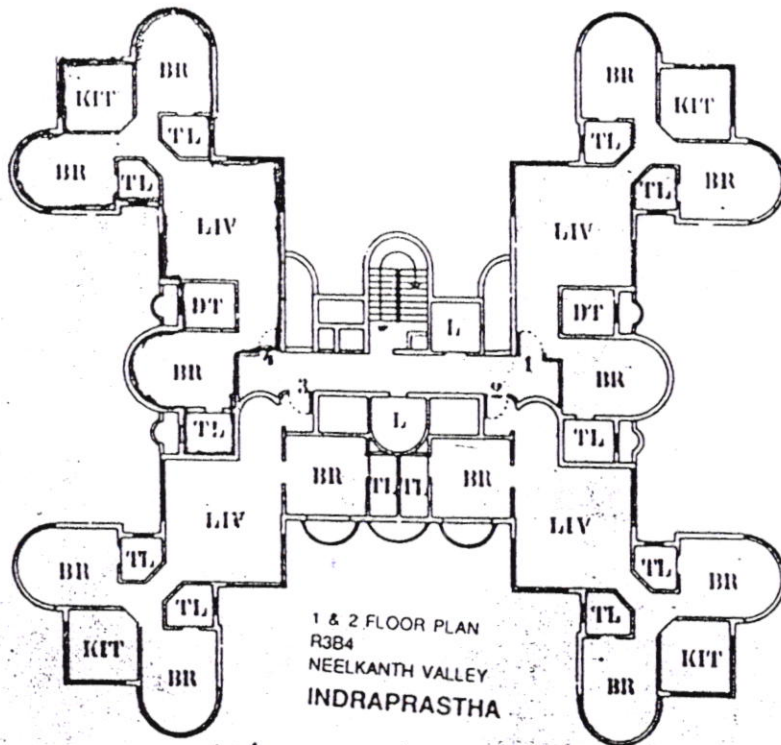 BR BR
KIT KIT
TL TL
BR TL TL BR
LIV LIV
DT DT
L
4 1
BR BR
3 2
L
TL TL
BR TL TL BR
LIV LIV
TL TL
BR BR
TL TL
KIT KIT
BR BR
1 & 2 FLOOR PLAN
R3B4
NEELKANTH VALLEY
INDRAPRASTHA